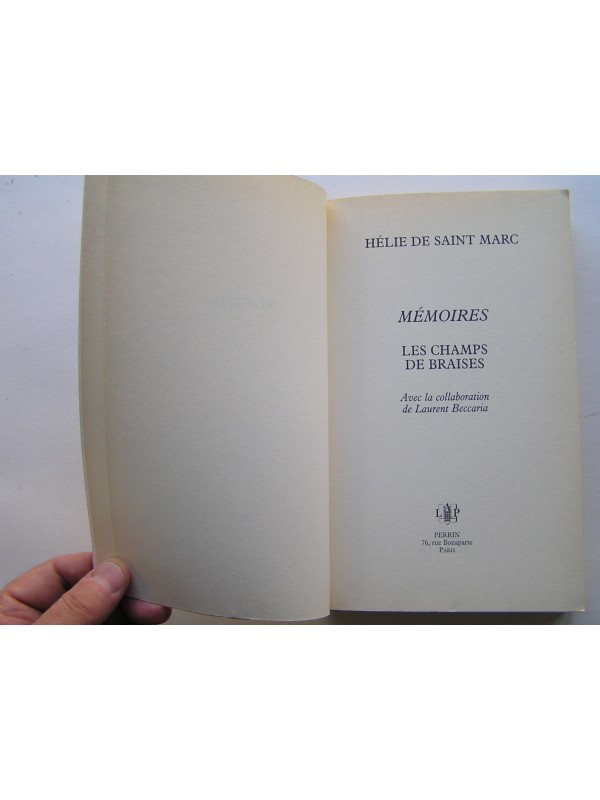 HÉLIE DE SAINT MARC
MÉMOIRES
LES CHAMPS
DE BRAISES
Avec la collaboration
de Laurent Beccaria
L P
PERRIN
76, rue Bonaparte
PARIS